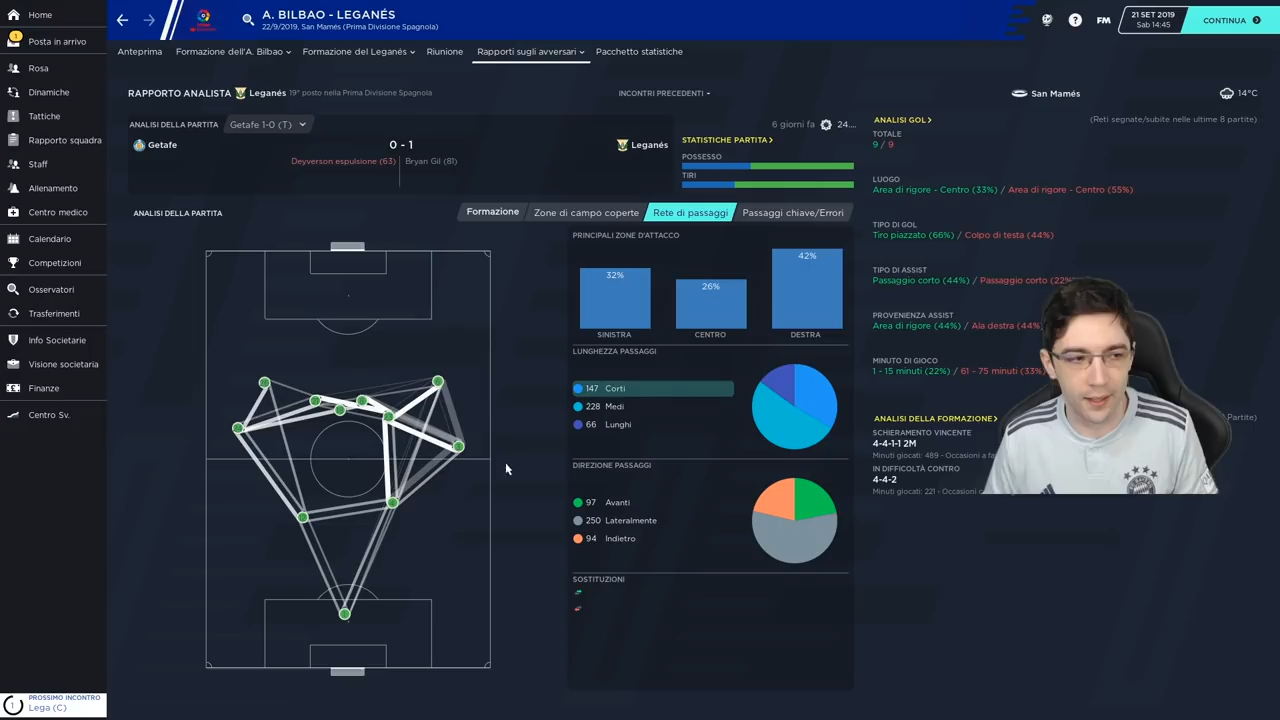 Home
Posta in arrivo
1
Rosa
Dinamiche
Tattiche
Rapporto squadra
Staff
Allenamento
Centro medico
Calendario
Competizioni
Osservatori
Trasferimenti
Info Societarie
Visione societaria
Finanze
Centro Sv.
1
PROSSIMO INCONTRO
Lega (C)
A. BILBAO - LEGANÉS
22/9/2019, San Mamés (Prima Divisione Spagnola)
FM
21 SET 2019
Sab 14:45
CONTINUA
Anteprima Formazione dell'A. Bilbao Formazione del Leganés Riunione Rapporti sugli avversari Pacchetto statistiche
RAPPORTO ANALISTA Leganés 19° posto nella Prima Divisione Spagnola
INCONTRI PRECEDENTI
San Mamés
14°C
ANALISI DELLA PARTITA Getafe 1-0 (T)
6 giorni fa 24....
Getafe 0 - 1 Leganés
Deyverson espulsione (63) Bryan Gil (81)
STATISTICHE PARTITA
POSSESSO
TIRI
ANALISI DELLA PARTITA
Formazione Zone di campo coperte Rete di passaggi Passaggi chiave/Errori
PRINCIPALI ZONE D'ATTACCO
32% 26% 42%
SINISTRA CENTRO DESTRA
LUNGHEZZA PASSAGGI
147 Corti
228 Medi
66 Lunghi
DIREZIONE PASSAGGI
97 Avanti
250 Lateralmente
94 Indietro
SOSTITUZIONI
ANALISI GOL
(Reti segnate/subite nelle ultime 8 partite)
TOTALE
9 / 9
LUOGO
Area di rigore - Centro (33%) / Area di rigore - Centro (55%)
TIPO DI GOL
Tiro piazzato (66%) / Colpo di testa (44%)
TIPO DI ASSIST
Passaggio corto (44%) / Passaggio corto (22%
PROVENIENZA ASSIST
Area di rigore (44%) / Ala destra (44%
MINUTO DI GIOCO
1 - 15 minuti (22%) / 61 - 75 minuti (33%
ANALISI DELLA FORMAZIONE
Partite)
SCHIERAMENTO VINCENTE
4-4-1-1 2M
Minuti giocati: 489 - Occasioni a fa
IN DIFFICOLTÀ CONTRO
4-4-2
Minuti giocati: 221 - Occasioni